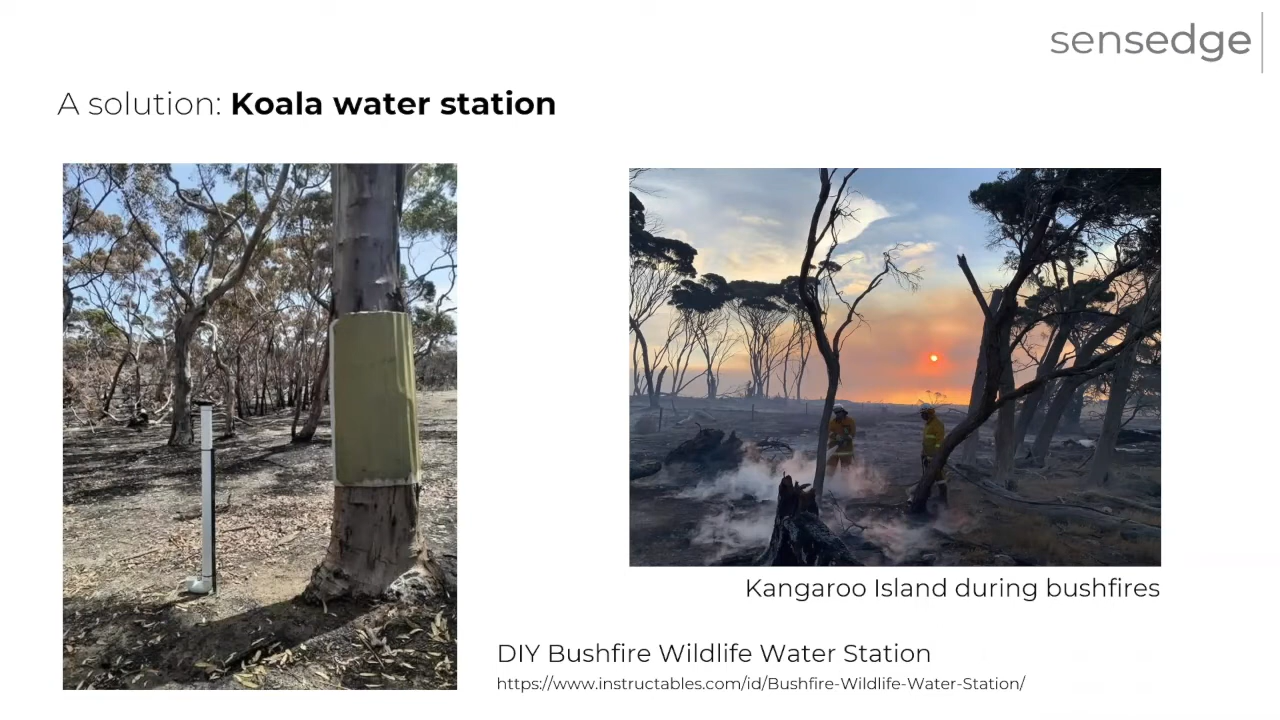 sensedge
A solution: Koala water station
Kangaroo Island during bushfires
DIY Bushfire Wildlife Water Station
https://www.instructables.com/id/Bushfire-Wildlife-Water-Station/